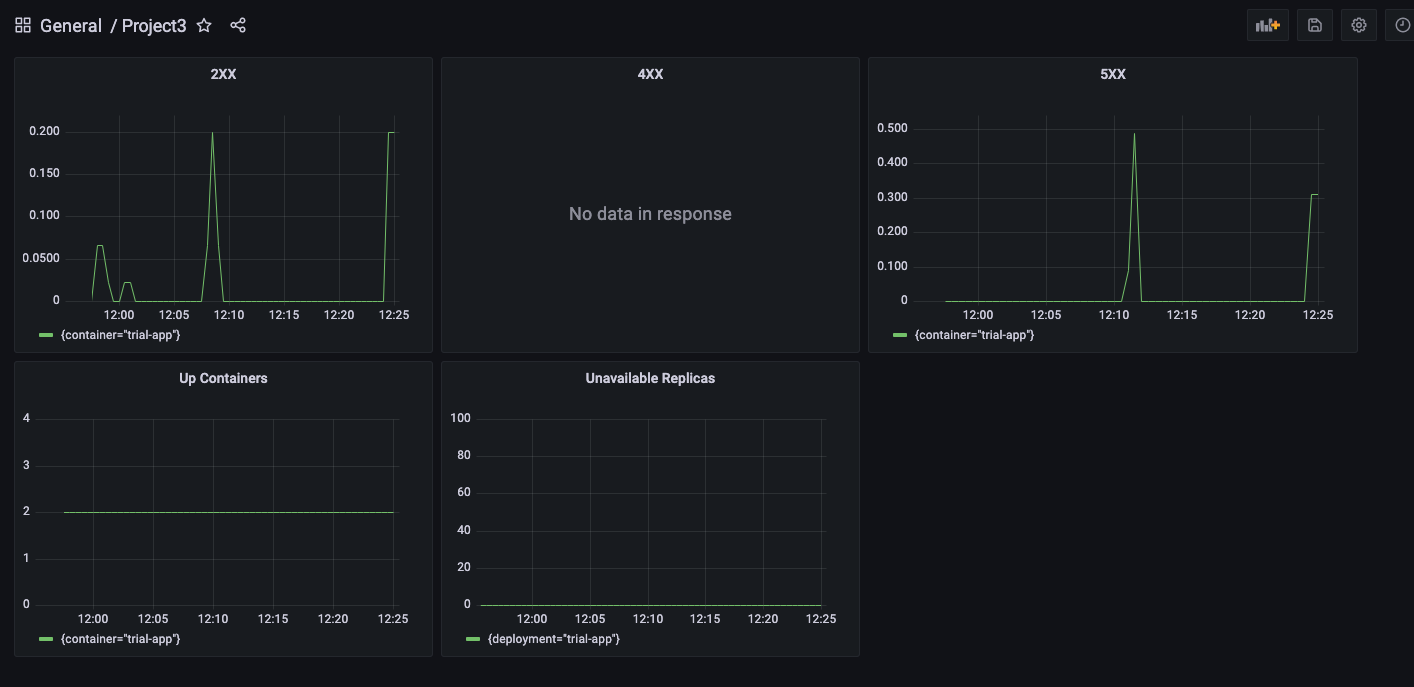 General / Project3
2XX
0.200
0.150
0.100
0.0500
0
12:00 12:05 12:10 12:15 12:20 12:25
{container="trial-app"}
4XX
No data in response
5XX
0.500
0.400
0.300
0.200
0.100
0
12:00 12:05 12:10 12:15 12:20 12:25
{container="trial-app"}
Up Containers
4
3
2
1
0
12:00 12:05 12:10 12:15 12:20 12:25
{container="trial-app"}
Unavailable Replicas
100
80
60
40
20
0
12:00 12:05 12:10 12:15 12:20 12:25
{deployment="trial-app"}